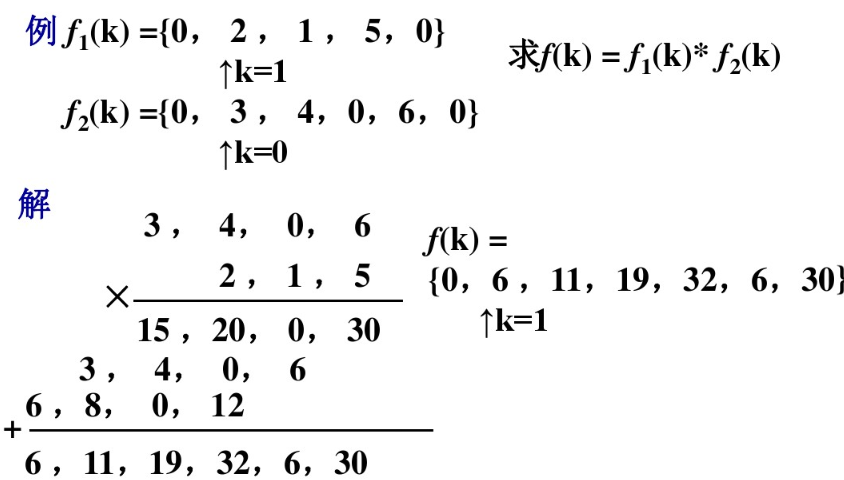 例 f₁(k) ={0， 2 ， 1 ， 5，0}
↑k=1
求f(k) = f₁(k)* f₂(k)
f₂(k) ={0， 3 ， 4，0，6，0}
↑k=0
解
3 ， 4， 0， 6
2 ， 1 ， 5
×
15 ，20， 0， 30
3 ， 4， 0， 6
6 ，8， 0， 12
+
6 ，11，19，32，6，30
f(k) =
{0，6 ，11，19，32，6，30}
↑k=1